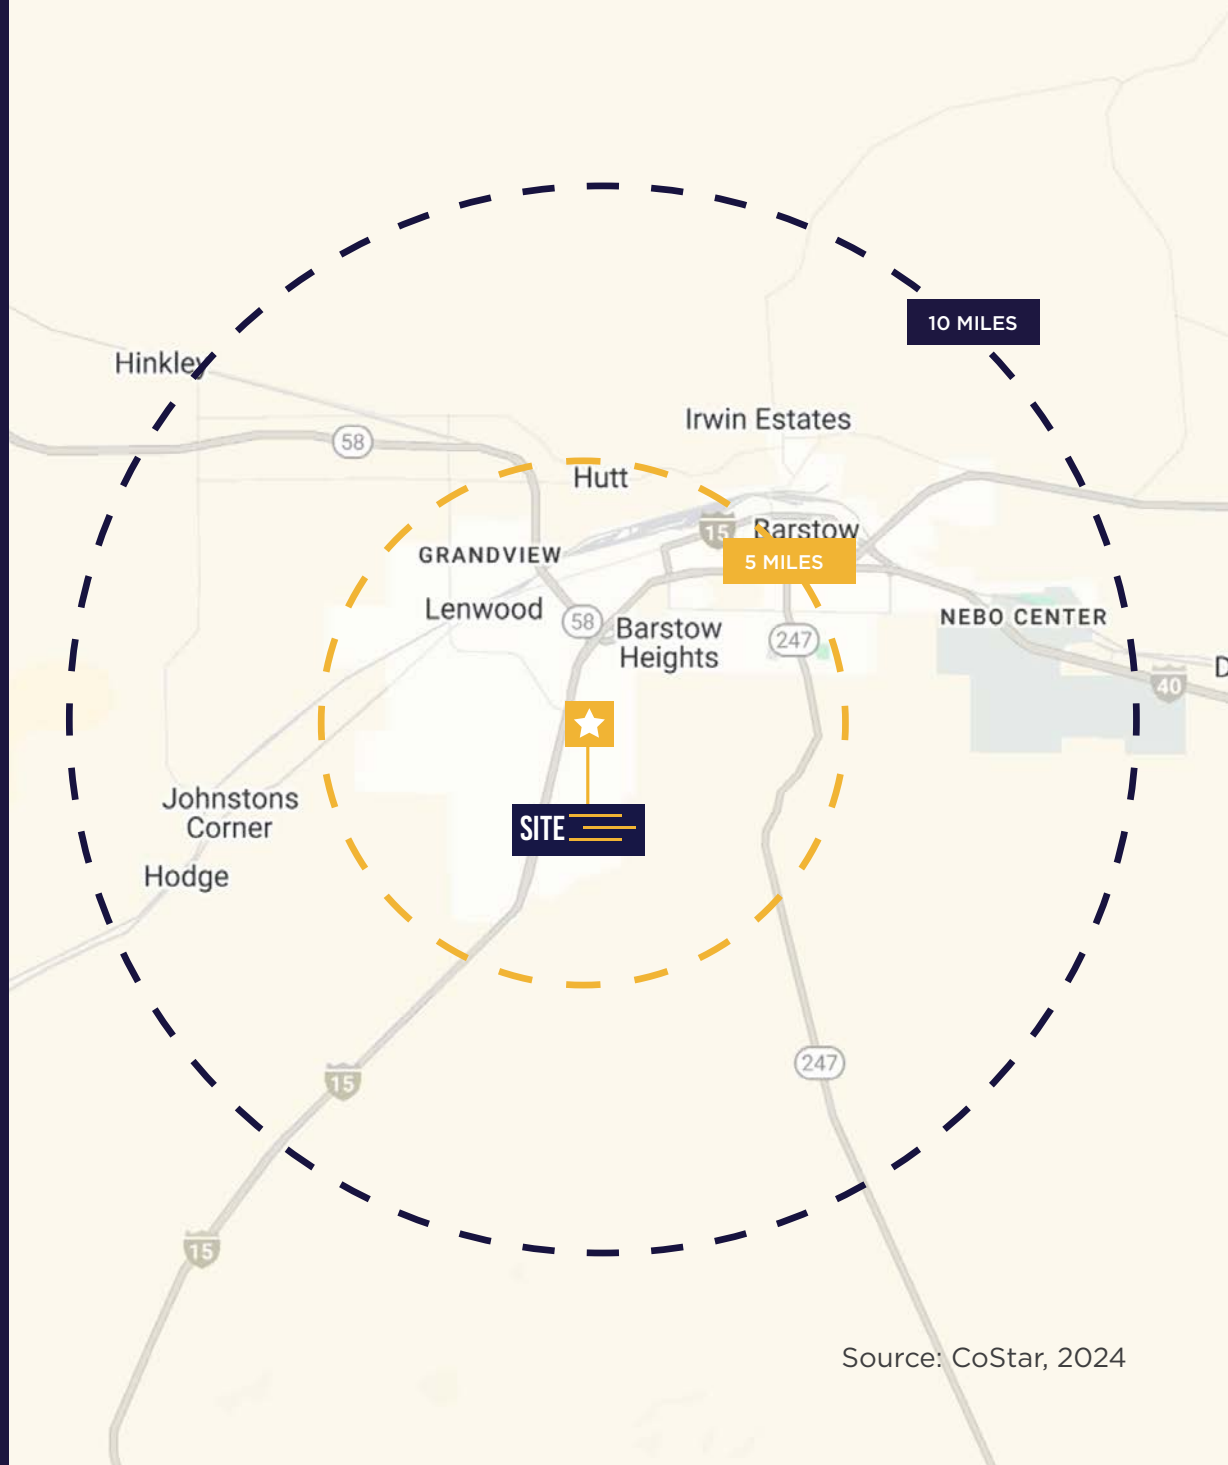 10 MILES
Hinkley
Irwin Estates
58
Hutt
15
Barstow
GRANDVIEW
5 MILES
Lenwood
58
Barstow
Heights
247
NEBO CENTER
D
40
SITE
Johnstons
Corner
Hodge
15
247
15
Source: CoStar, 2024